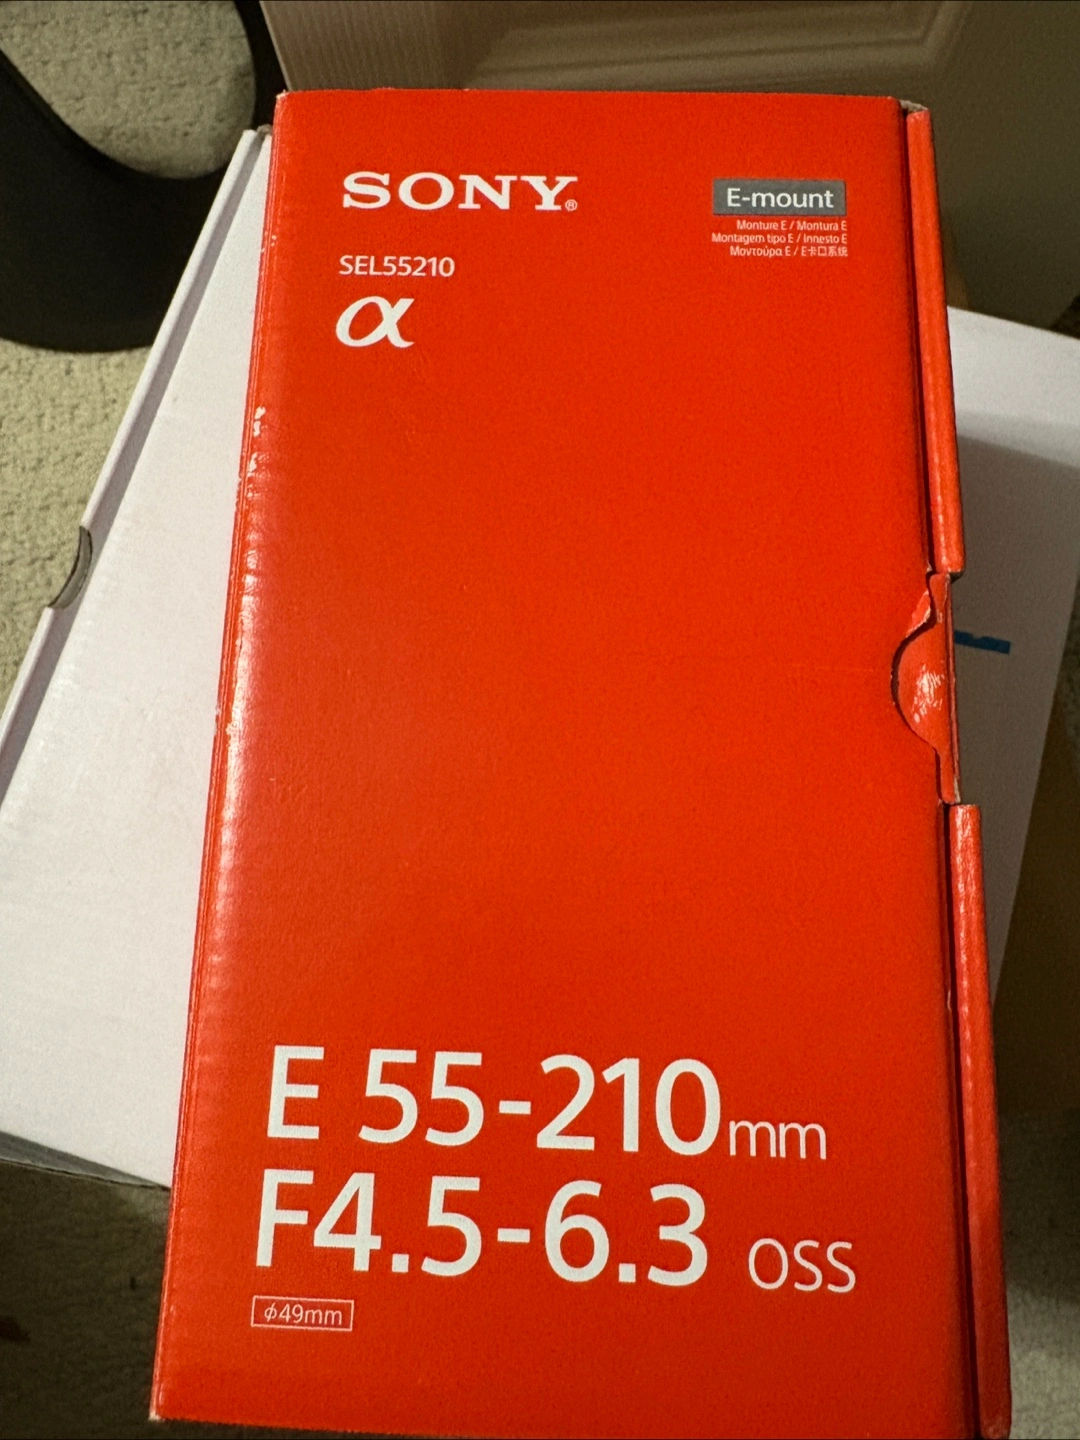 SONY®
E-mount
Monture E / Montura E
Montagem tipo E / Innesto E
Μοντούρα E / E卡口系统
SEL55210
α
E 55-210mm
F4.5-6.3 OSS
ϕ49mm